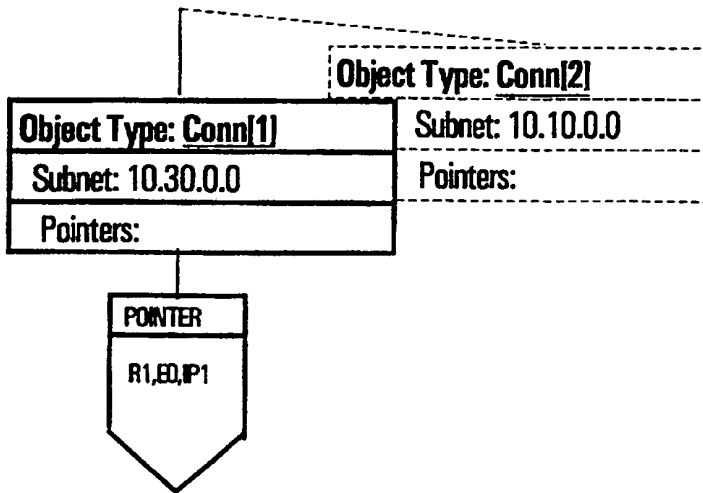 Object Type: Conn[2]
Subnet: 10.10.0.0
Pointers:
Object Type: Conn[1]
Subnet: 10.30.0.0
Pointers:
POINTER
R1,E0,IP1